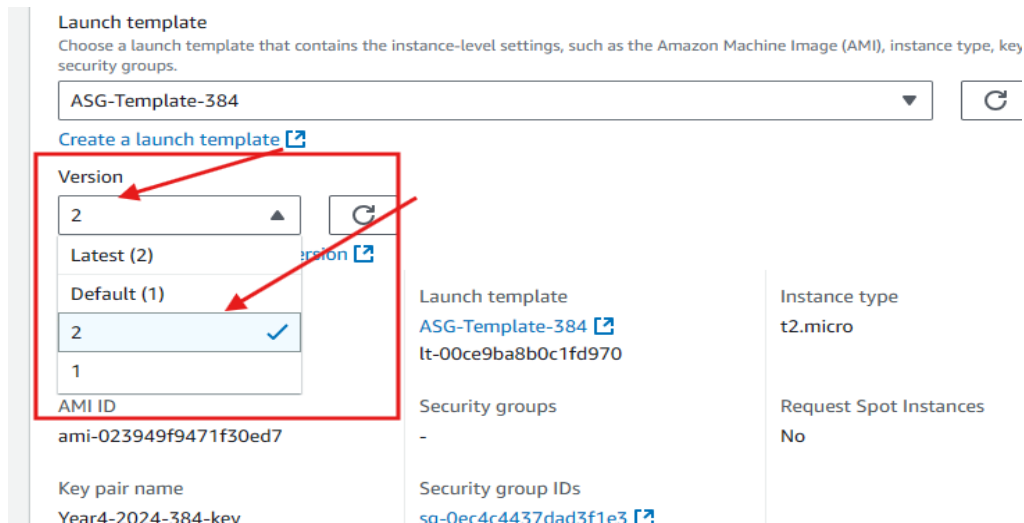 Launch template
Choose a launch template that contains the instance-level settings, such as the Amazon Machine Image (AMI), instance type, key
security groups.
ASG-Template-384
Create a launch template
Version
2
Latest (2)
ersion
Default (1)
2
1
Launch template
ASG-Template-384
lt-00ce9ba8b0c1fd970
Instance type
t2.micro
AMI ID
ami-023949f9471f30ed7
Security groups
-
Request Spot Instances
No
Key pair name
Year4-2024-384-key
Security group IDs
sg-0ec4c4437dad3f1e3